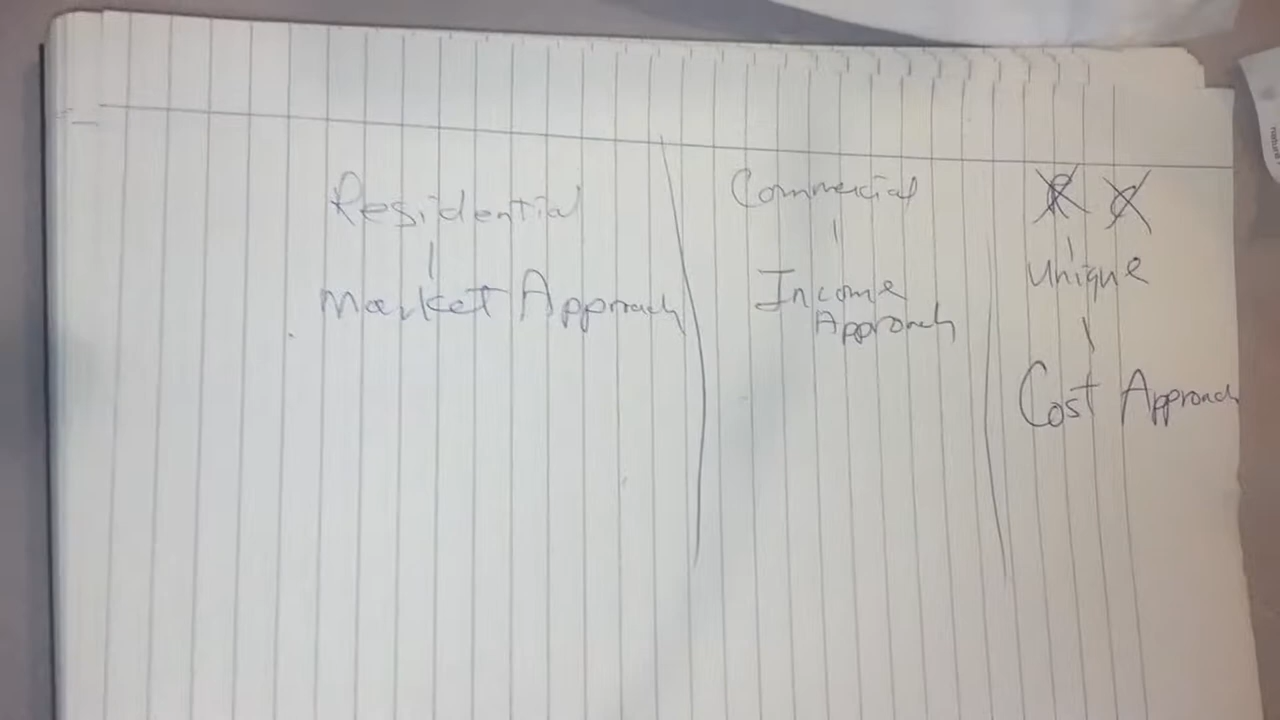 Residential
Market Approach
Commercial
Income
Approach
R C
Unique
Cost Approach